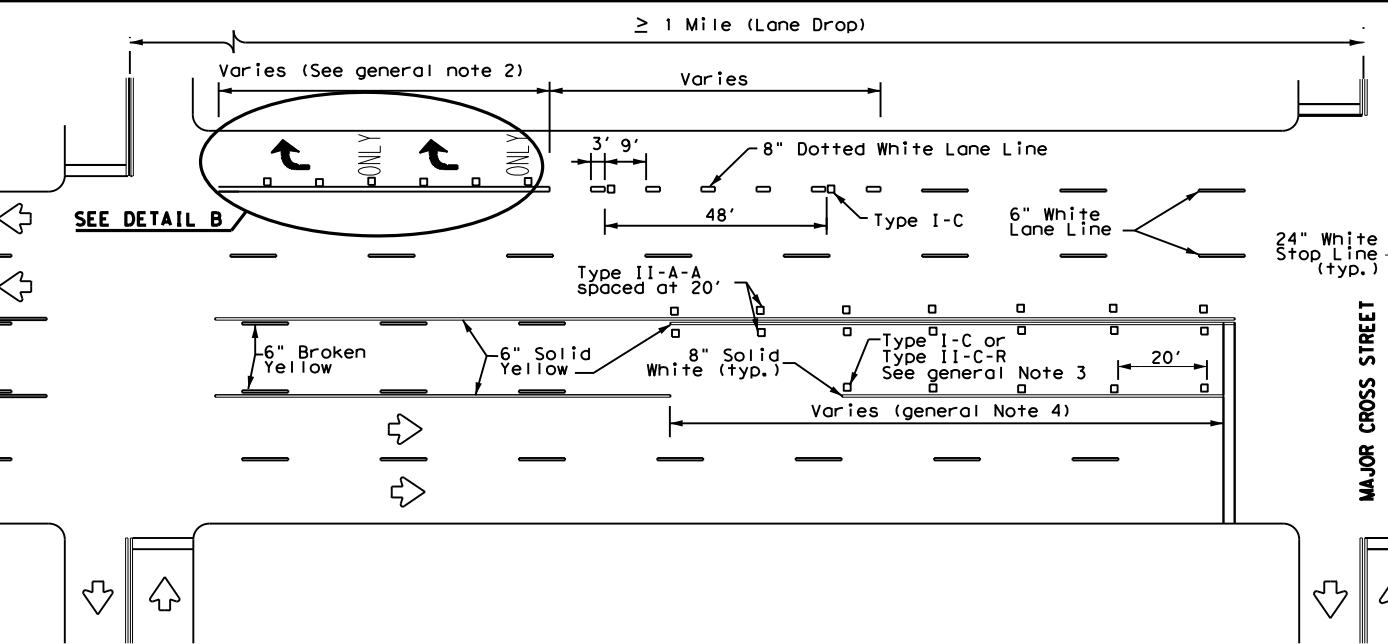 ≥ 1 Mile (Lane Drop)
Varies (See general note 2)
Varies
ONLY
ONLY
3'
9'
8" Dotted White Lane Line
SEE DETAIL B
48'
Type I-C
6" White
Lane Line
24" White
Stop Line
(typ.)
Type II-A-A
spaced at 20'
6" Broken
Yellow
6" Solid
Yellow
8" Solid
White (typ.)
Type I-C or
Type II-C-R
See general Note 3
20'
Varies (general Note 4)
MAJOR CROSS STREET